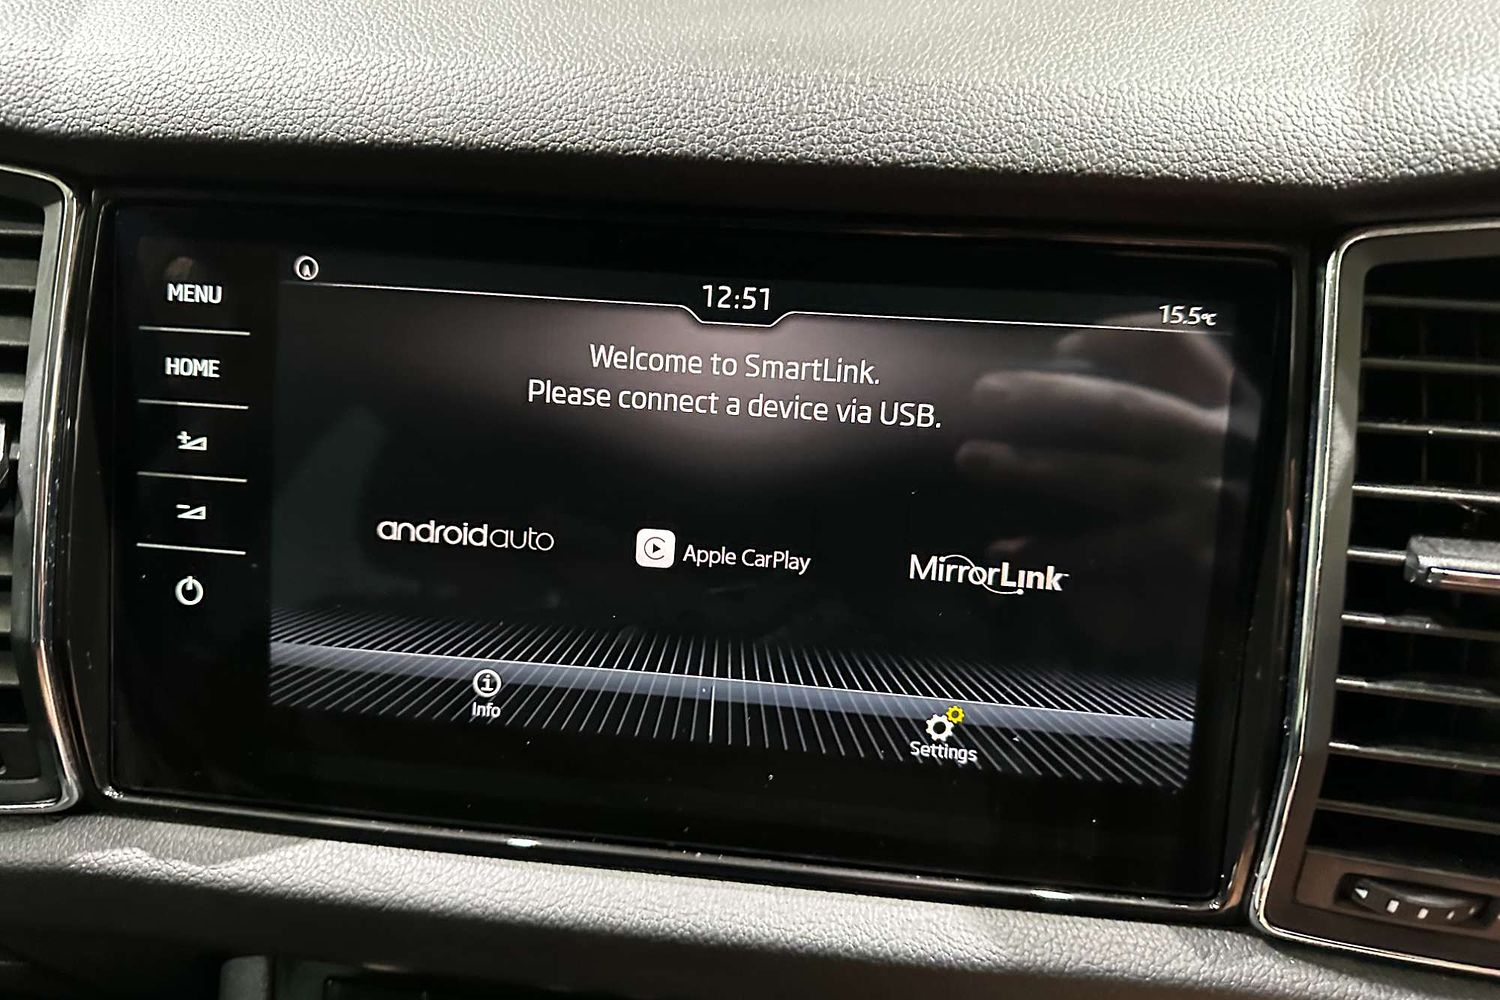 MENU
HOME
12:51
15.5°C
Welcome to SmartLink.
Please connect a device via USB.
androidauto
Apple CarPlay
MirrorLink™
Info
Settings